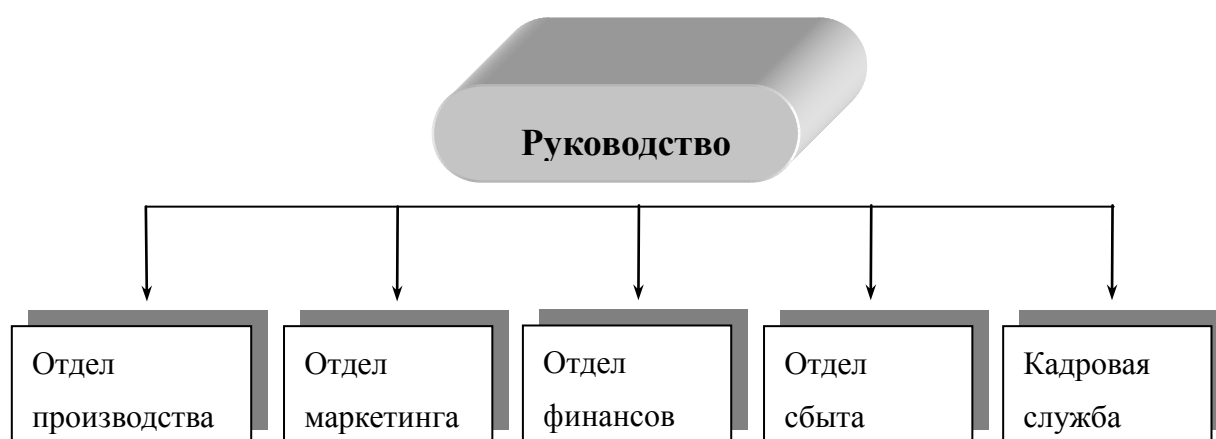 Руководство
Отдел
производства
Отдел
маркетинга
Отдел
финансов
Отдел
сбыта
Кадровая
служба